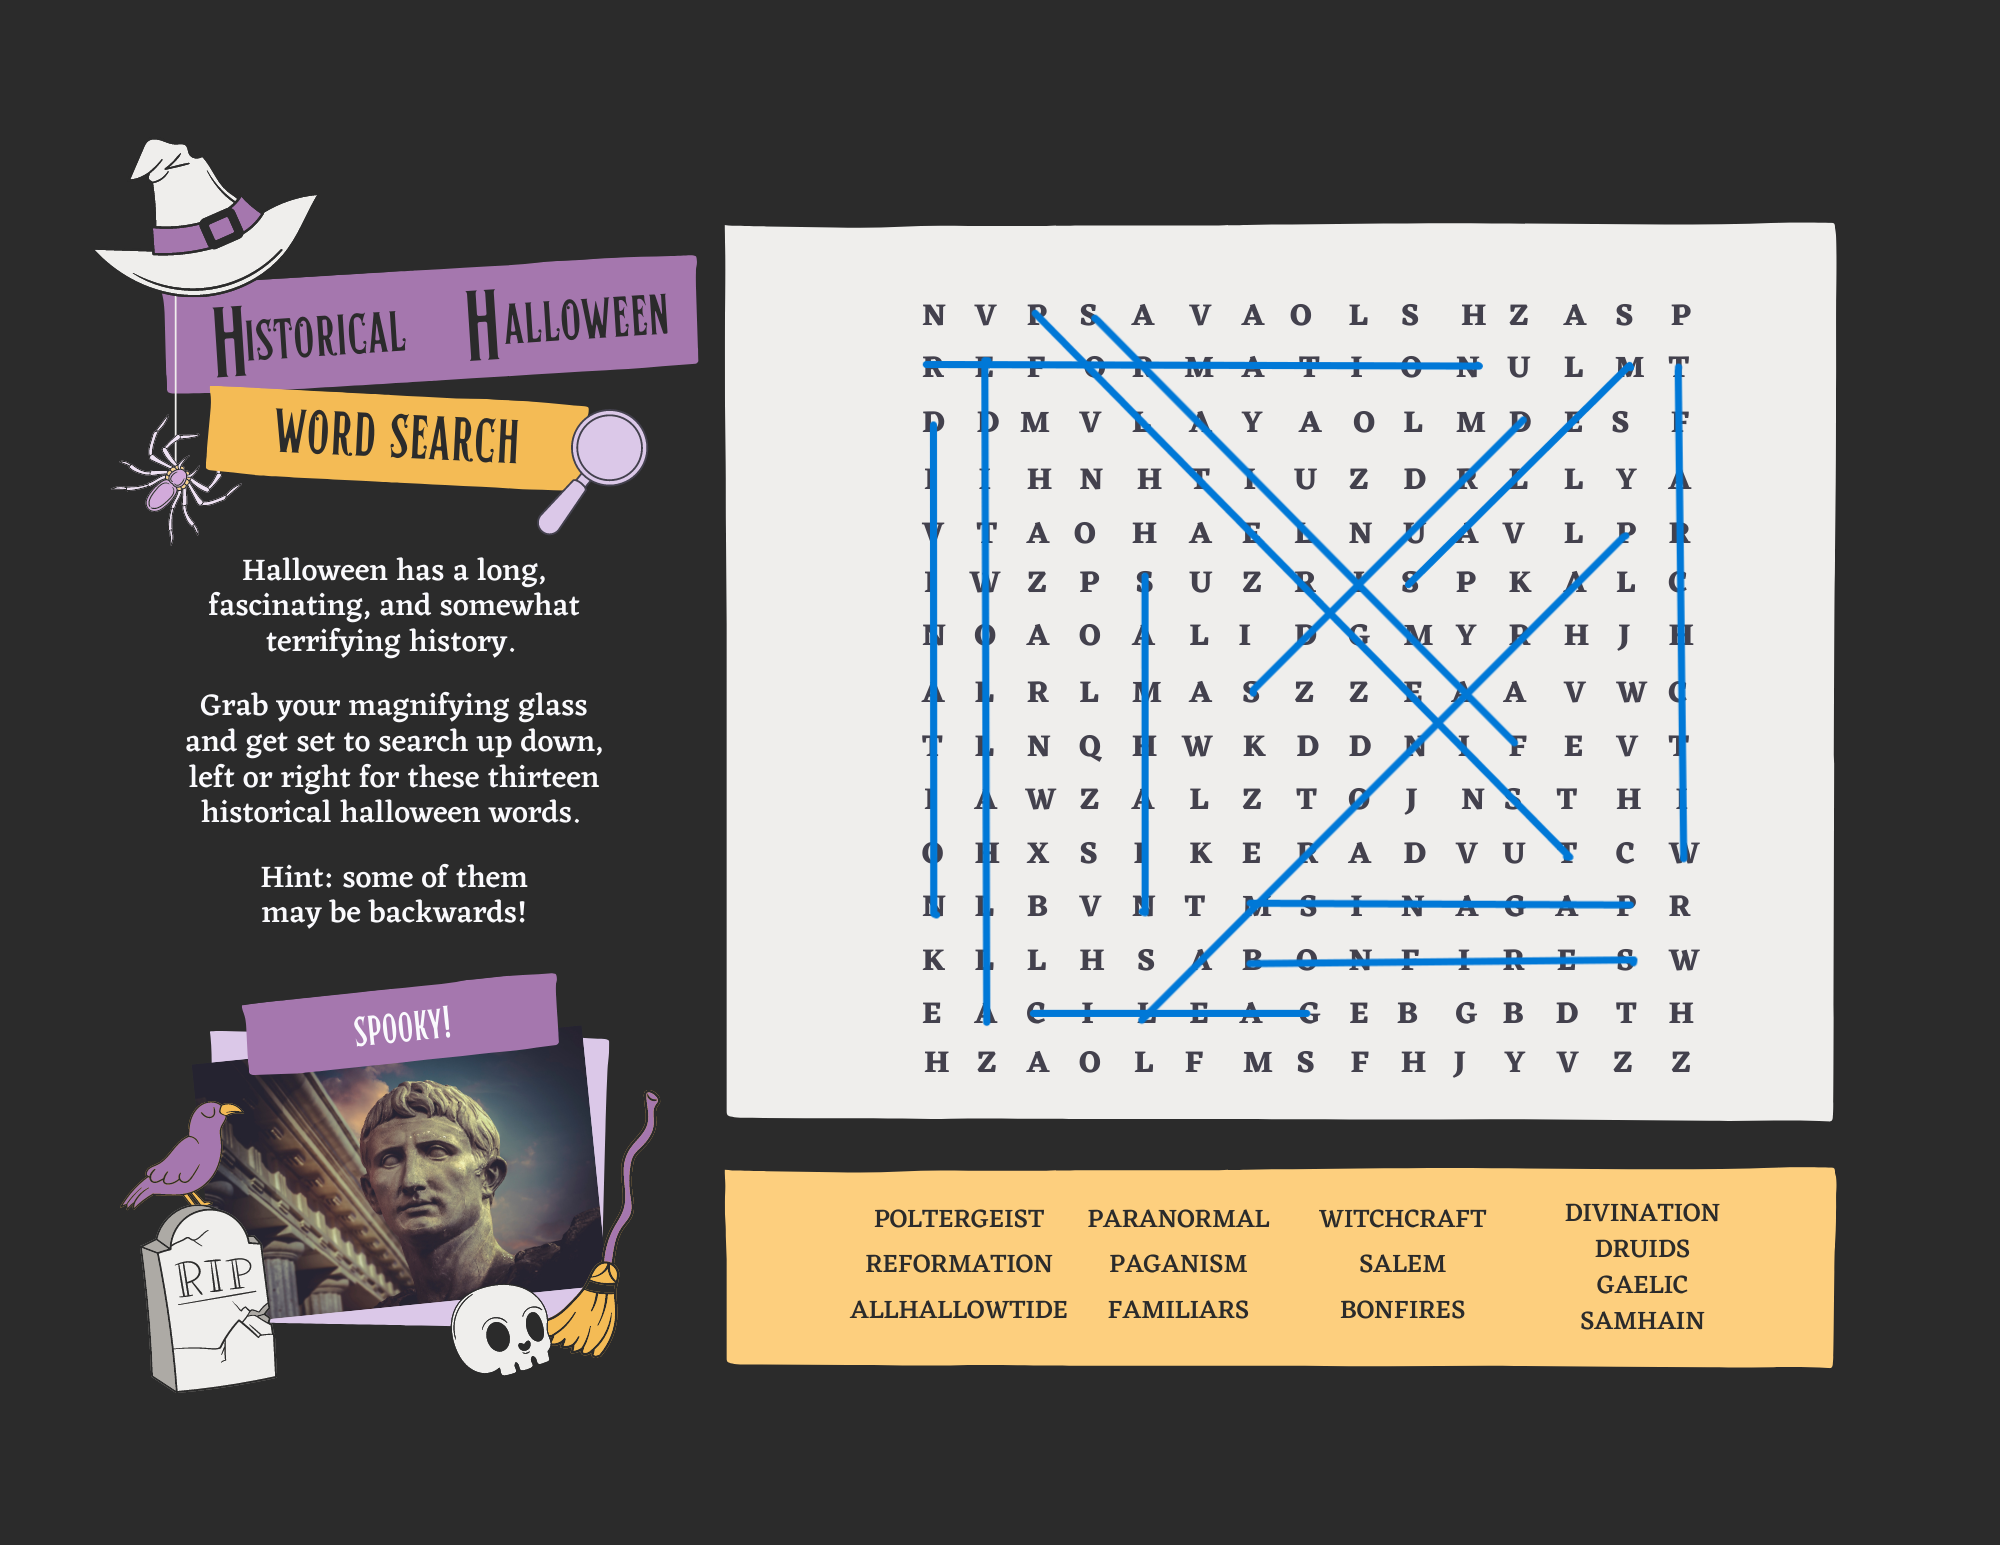 HISTORICAL HALLOWEEN
WORD SEARCH
Halloween has a long,
fascinating, and somewhat
terrifying history.
Grab your magnifying glass
and get set to search up down,
left or right for these thirteen
historical halloween words.
Hint: some of them
may be backwards!
SPOOKY!
RIP
N V P S A V A O L S H Z A S P
R E F O R M A T I O N U L M T
D D M V L A Y A O L M D E S F
I I H N H T I U Z D R L L Y A
V T A O H A E L N U A V L P R
I W Z P S U Z R I S P K A L C
N O A O A L I D G M Y R H J H
A L R L M A S Z Z E A A V W C
T L N Q H W K D D N I F E V T
I A W Z A L Z T O J N S T H I
O H X S I K E R A D V U T C W
N L B V N T M S I N A G A P R
K L L H S A B O N F I R E S W
E A C I L E A G E B G B D T H
H Z A O L F M S F H J Y V Z Z
POLTERGEIST
REFORMATION
ALLHALLOWTIDE
PARANORMAL
PAGANISM
FAMILIARS
WITCHCRAFT
SALEM
BONFIRES
DIVINATION
DRUIDS
GAELIC
SAMHAIN